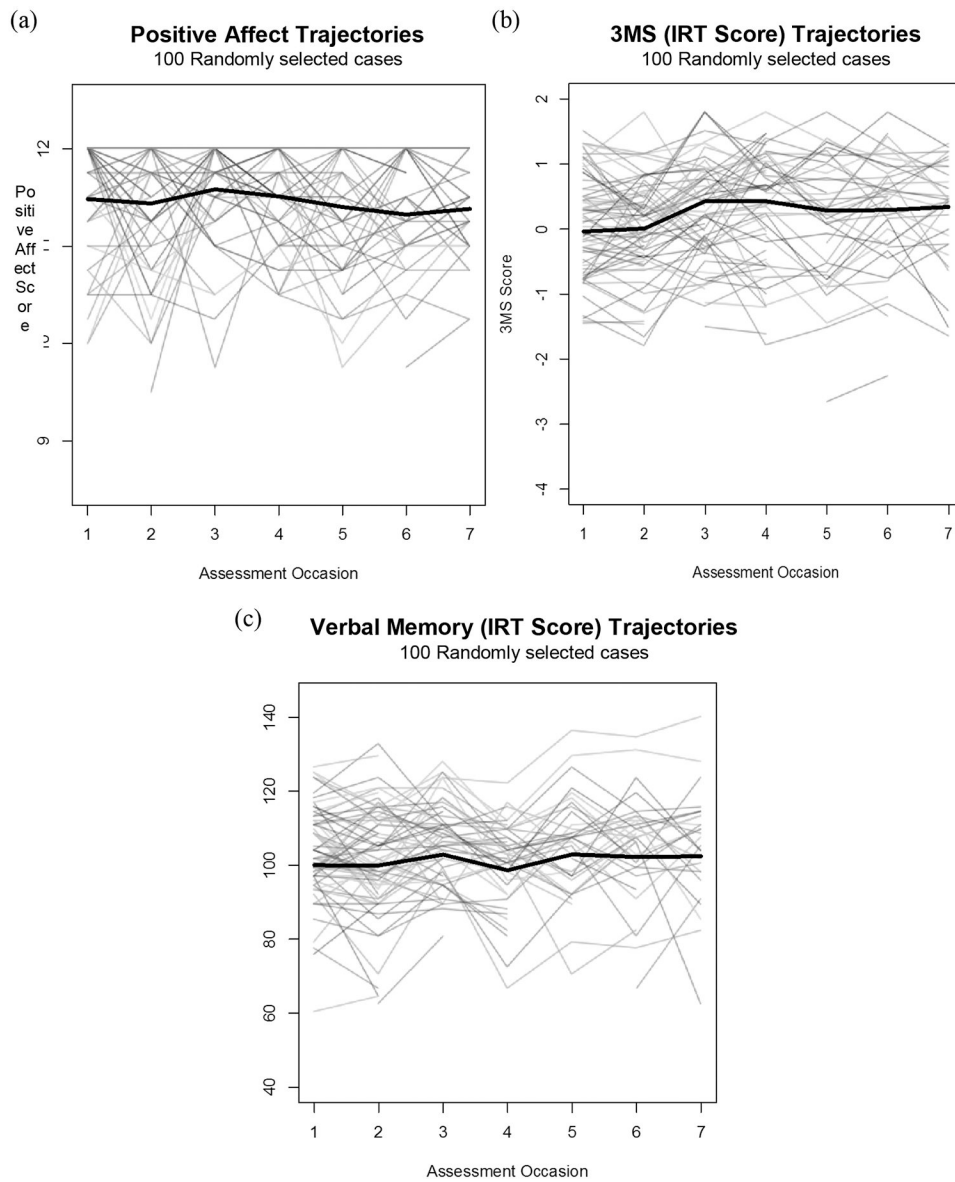 (a)
Positive Affect Trajectories
100 Randomly selected cases
Po
siti
ve
Aff
ect
Sc
or
e
12
9
1 2 3 4 5 6 7
Assessment Occasion
(b)
3MS (IRT Score) Trajectories
100 Randomly selected cases
3MS Score
2
1
0
-1
-2
-3
-4
1 2 3 4 5 6 7
Assessment Occasion
(c)
Verbal Memory (IRT Score) Trajectories
100 Randomly selected cases
140
120
100
80
60
40
1 2 3 4 5 6 7
Assessment Occasion